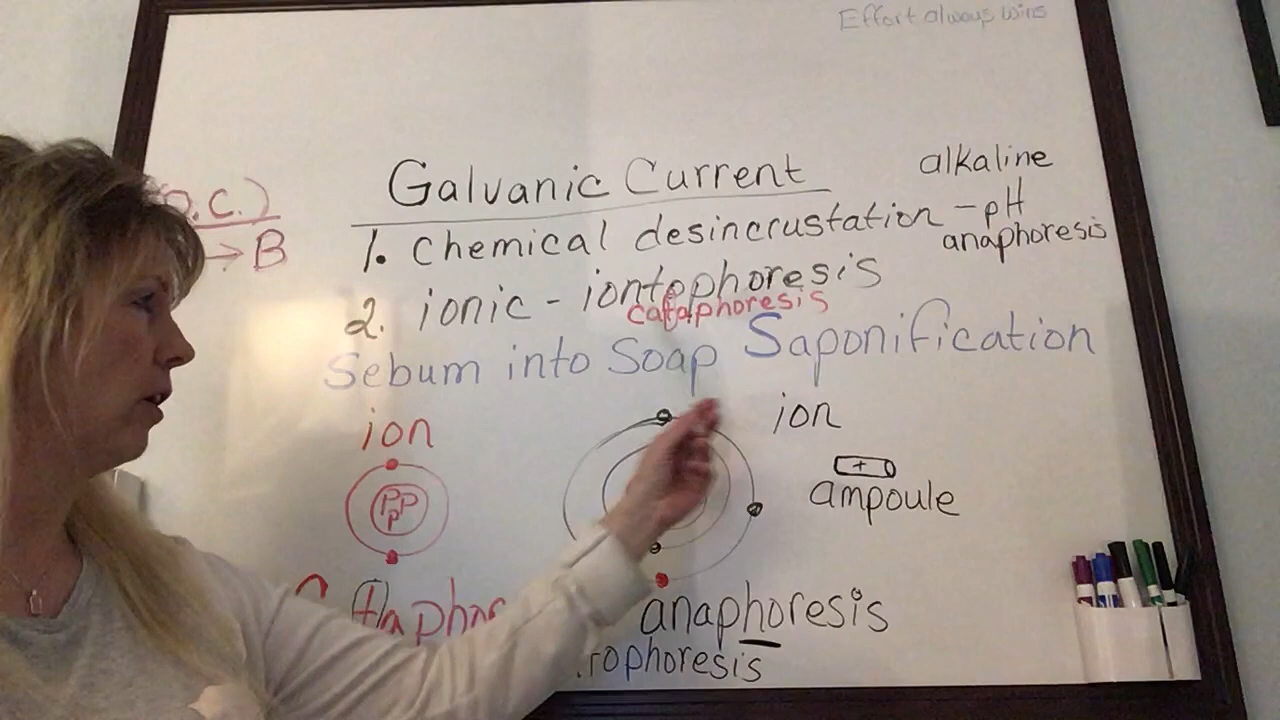 Effort always wins
Galvanic Current
alkaline
D.C.)
→ B
1. Chemical desincrustation - pH
anaphoresis
2. ionic - iontophoresis
cataphoresis
Sebum into Soap Saponification
ion
ion
PPP
+
ampoule
anaphoresis
rophoresis